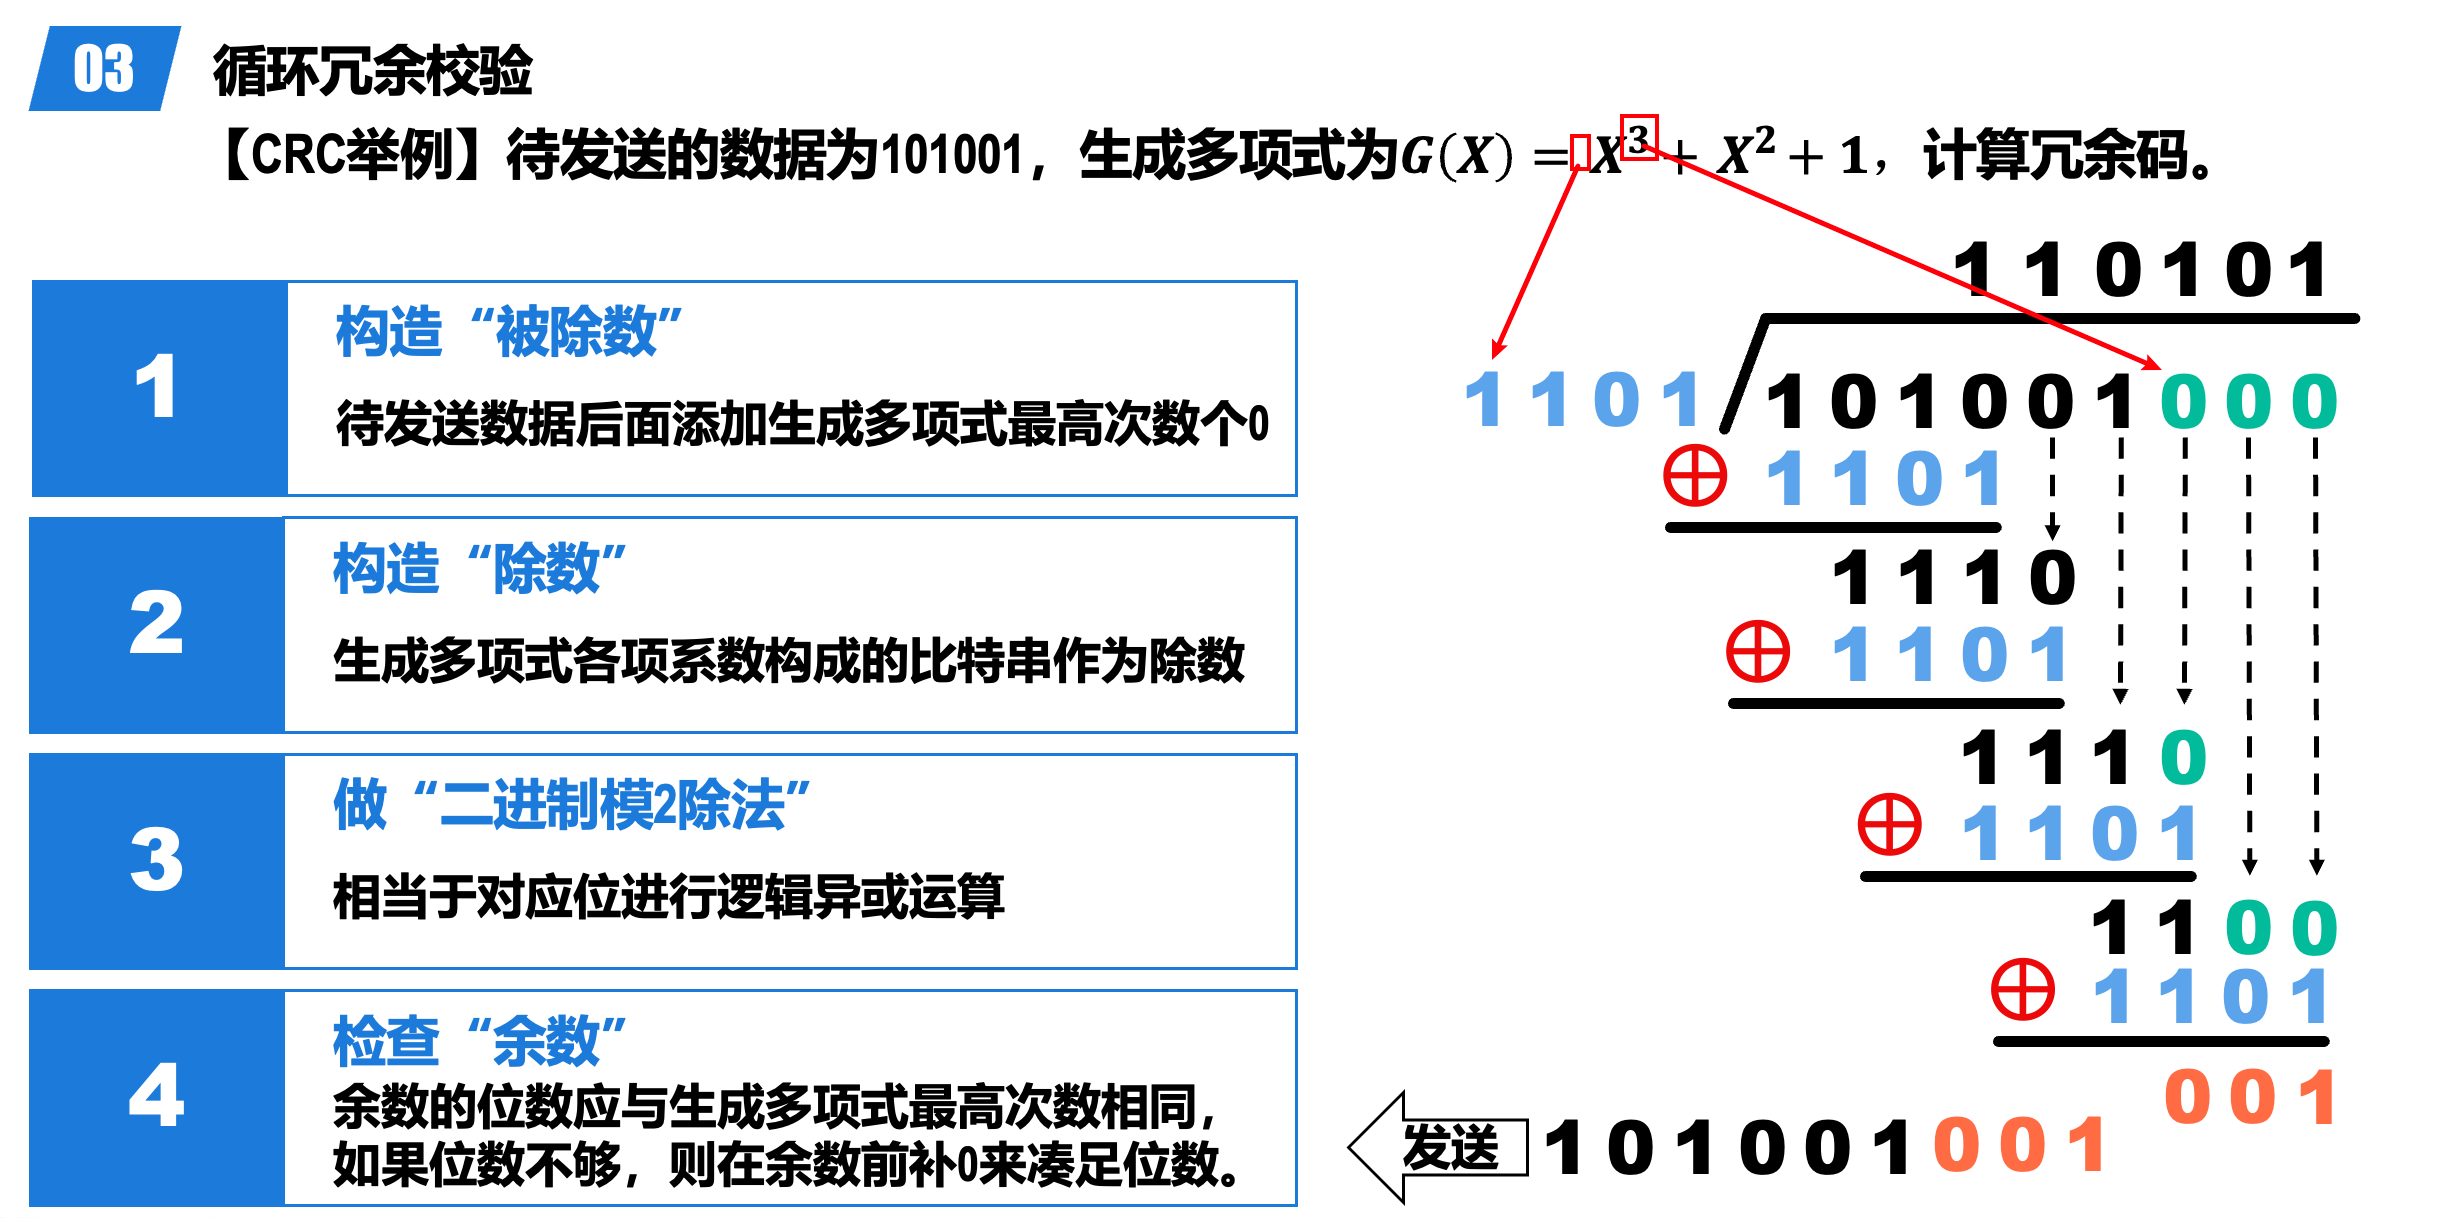 03
循环冗余校验
【CRC举例】待发送的数据为101001，生成多项式为G(X) = X³ + X² + 1，计算冗余码。
1
构造“被除数”
待发送数据后面添加生成多项式最高次数个0
2
构造“除数”
生成多项式各项系数构成的比特串作为除数
3
做“二进制模2除法”
相当于对应位进行逻辑异或运算
4
检查“余数”
余数的位数应与生成多项式最高次数相同，
如果位数不够，则在余数前补0来凑足位数。
1 1 0 1 0 1
1 1 0 1 1 0 1 0 0 1 0 0 0
⊕ 1 1 0 1
1 1 1 0
⊕ 1 1 0 1
1 1 1 0
⊕ 1 1 0 1
1 1 0 0
⊕ 1 1 0 1
0 0 1
发送 1 0 1 0 0 1 0 0 1